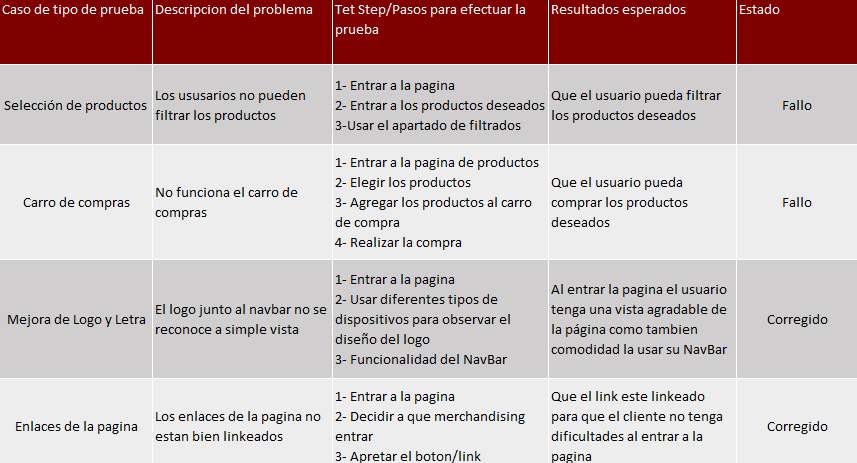 Caso de tipo de prueba
Descripcion del problema
Tet Step/Pasos para efectuar la
prueba
Resultados esperados
Estado
Selección de productos
Los ususarios no pueden
filtrar los productos
1- Entrar a la pagina
2- Entrar a los productos deseados
3-Usar el apartado de filtrados
Que el usuario pueda filtrar
los productos deseados
Fallo
Carro de compras
No funciona el carro de
compras
1- Entrar a la pagina de productos
2- Elegir los productos
3- Agregar los productos al carro
de compra
4- Realizar la compra
Que el usuario pueda
comprar los productos
deseados
Fallo
Mejora de Logo y Letra
El logo junto al navbar no se
reconoce a simple vista
1- Entrar a la pagina
2- Usar diferentes tipos de
dispositivos para observar el
diseño del logo
3- Funcionalidad del NavBar
Al entrar la pagina el usuario
tenga una vista agradable de
la página como tambien
comodidad la usar su NavBar
Corregido
Enlaces de la pagina
Los enlaces de la pagina no
estan bien linkeados
1- Entrar a la pagina
2- Decidir a que merchandising
entrar
3- Apretar el boton/link
Que el link este linkeado
para que el cliente no tenga
dificultades al entrar a la
pagina
Corregido